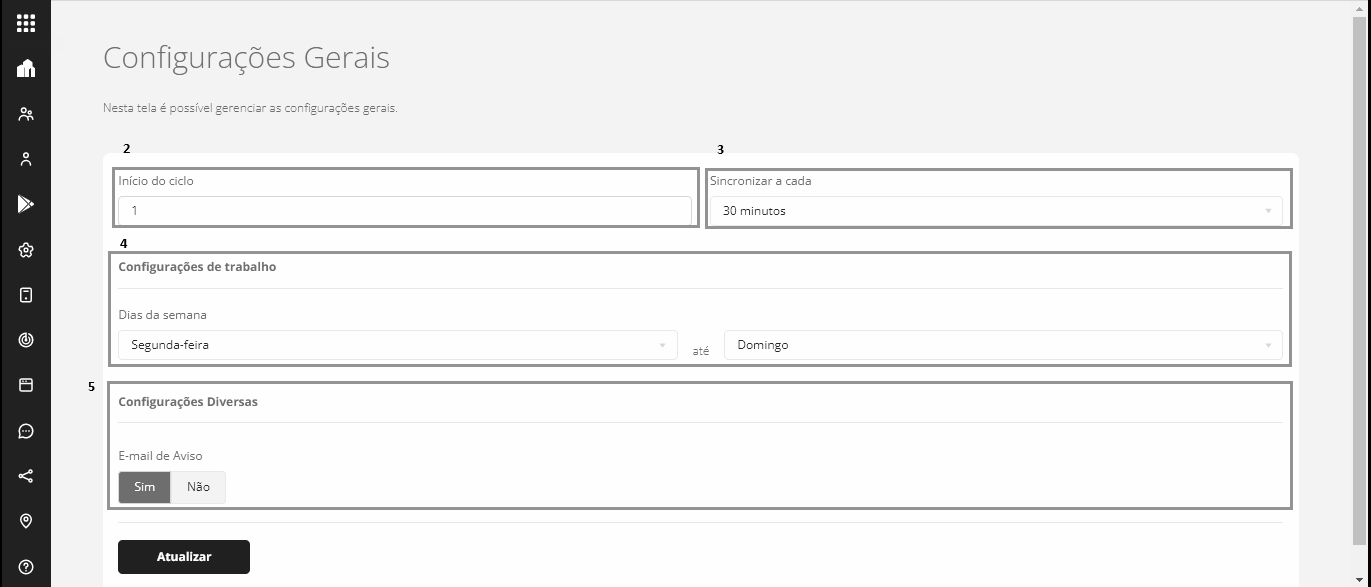 Configurações Gerais
Nesta tela é possível gerenciar as configurações gerais.
2
3
Início do ciclo
Sincronizar a cada
1
30 minutos
4
Configurações de trabalho
Dias da semana
Segunda-feira
até
Domingo
5
Configurações Diversas
E-mail de Aviso
Sim
Não
Atualizar